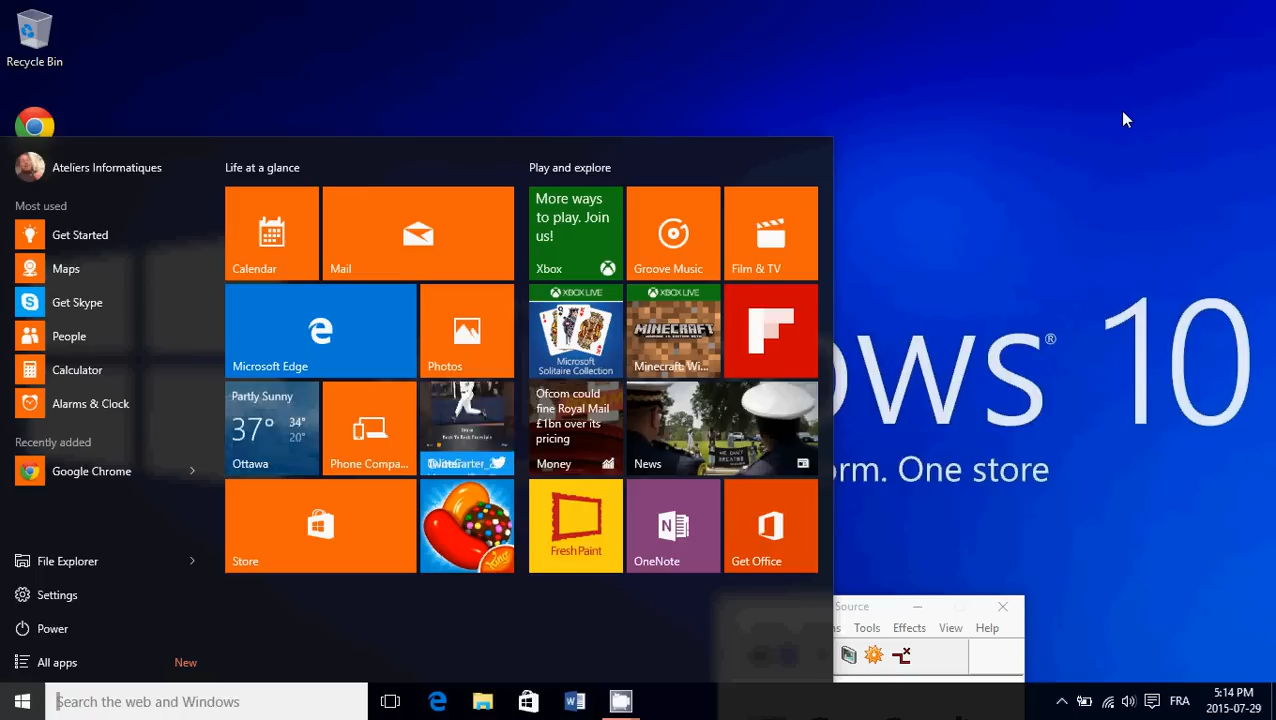 Recycle Bin
Ateliers Informatiques
Most used
Get Started
Maps
Get Skype
People
Calculator
Alarms & Clock
Recently added
Google Chrome
File Explorer
Settings
Power
All apps
New
Search the web and Windows
Life at a glance
Calendar
Mail
Microsoft Edge
Photos
Partly Sunny
37°
34°
20°
Ottawa
Phone Compa...
Store
Play and explore
More ways
to play. Join
us!
Xbox
Groove Music
Film & TV
XBOX LIVE
Microsoft
Solitaire Collection
XBOX LIVE
MINECRAFT
Minecraft: Wi...
Ofcom could
fine Royal Mail
£1bn over its
pricing
Money
News
Fresh Paint
OneNote
Get Office
ows® 10
orm. One store
Source
ns Tools Effects View Help
FRA
5:14 PM
2015-07-29